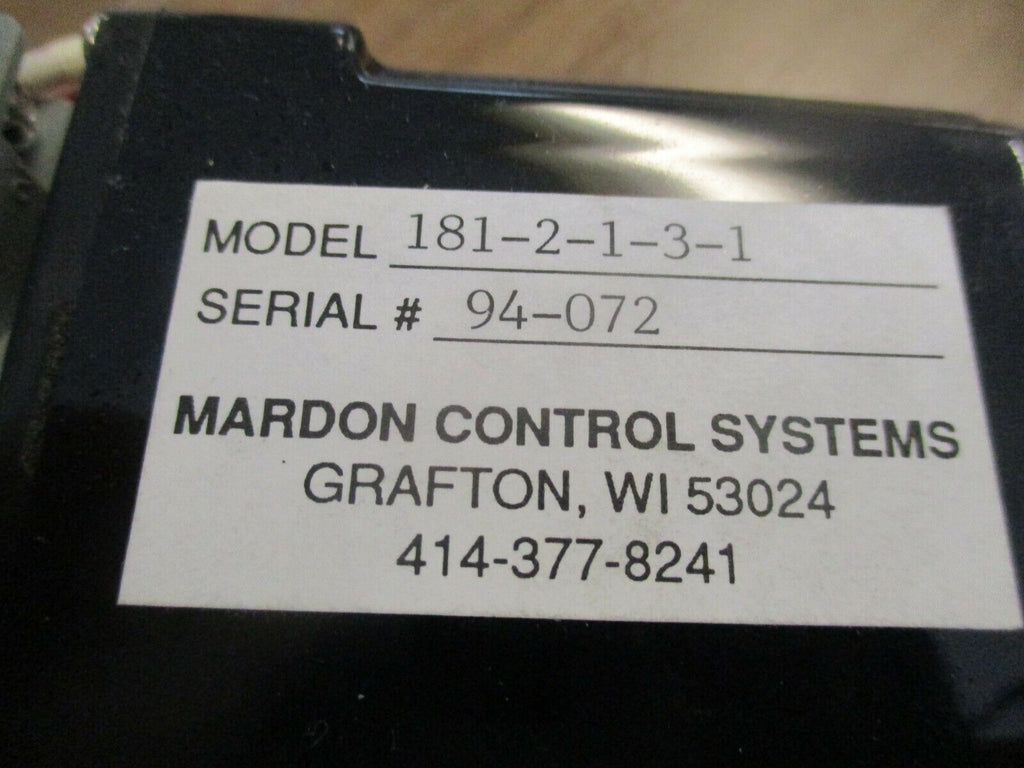 MODEL 181-2-1-3-1
SERIAL # 94-072
MARDON CONTROL SYSTEMS
GRAFTON, WI 53024
414-377-8241